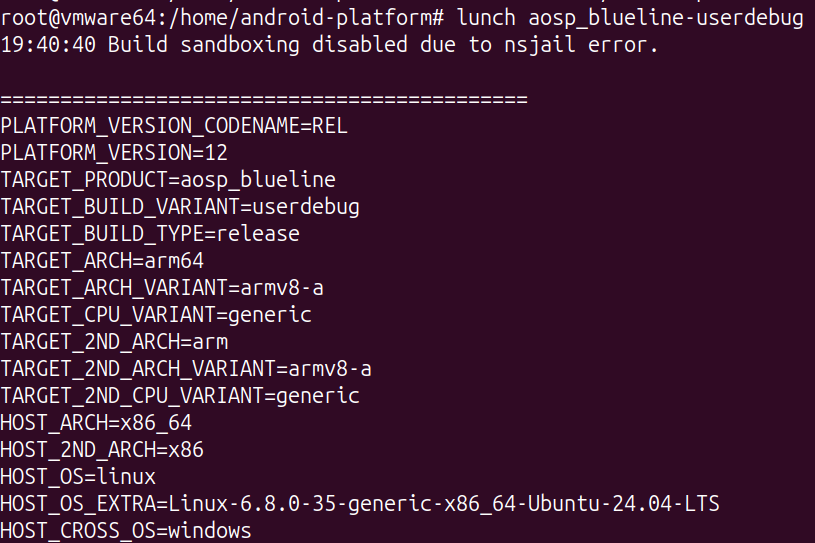 root@vmware64:/home/android-platform# lunch aosp_blueline-userdebug
19:40:40 Build sandboxing disabled due to nsjail error.
============================================
PLATFORM_VERSION_CODENAME=REL
PLATFORM_VERSION=12
TARGET_PRODUCT=aosp_blueline
TARGET_BUILD_VARIANT=userdebug
TARGET_BUILD_TYPE=release
TARGET_ARCH=arm64
TARGET_ARCH_VARIANT=armv8-a
TARGET_CPU_VARIANT=generic
TARGET_2ND_ARCH=arm
TARGET_2ND_ARCH_VARIANT=armv8-a
TARGET_2ND_CPU_VARIANT=generic
HOST_ARCH=x86_64
HOST_2ND_ARCH=x86
HOST_OS=linux
HOST_OS_EXTRA=Linux-6.8.0-35-generic-x86_64-Ubuntu-24.04-LTS
HOST_CROSS_OS=windows